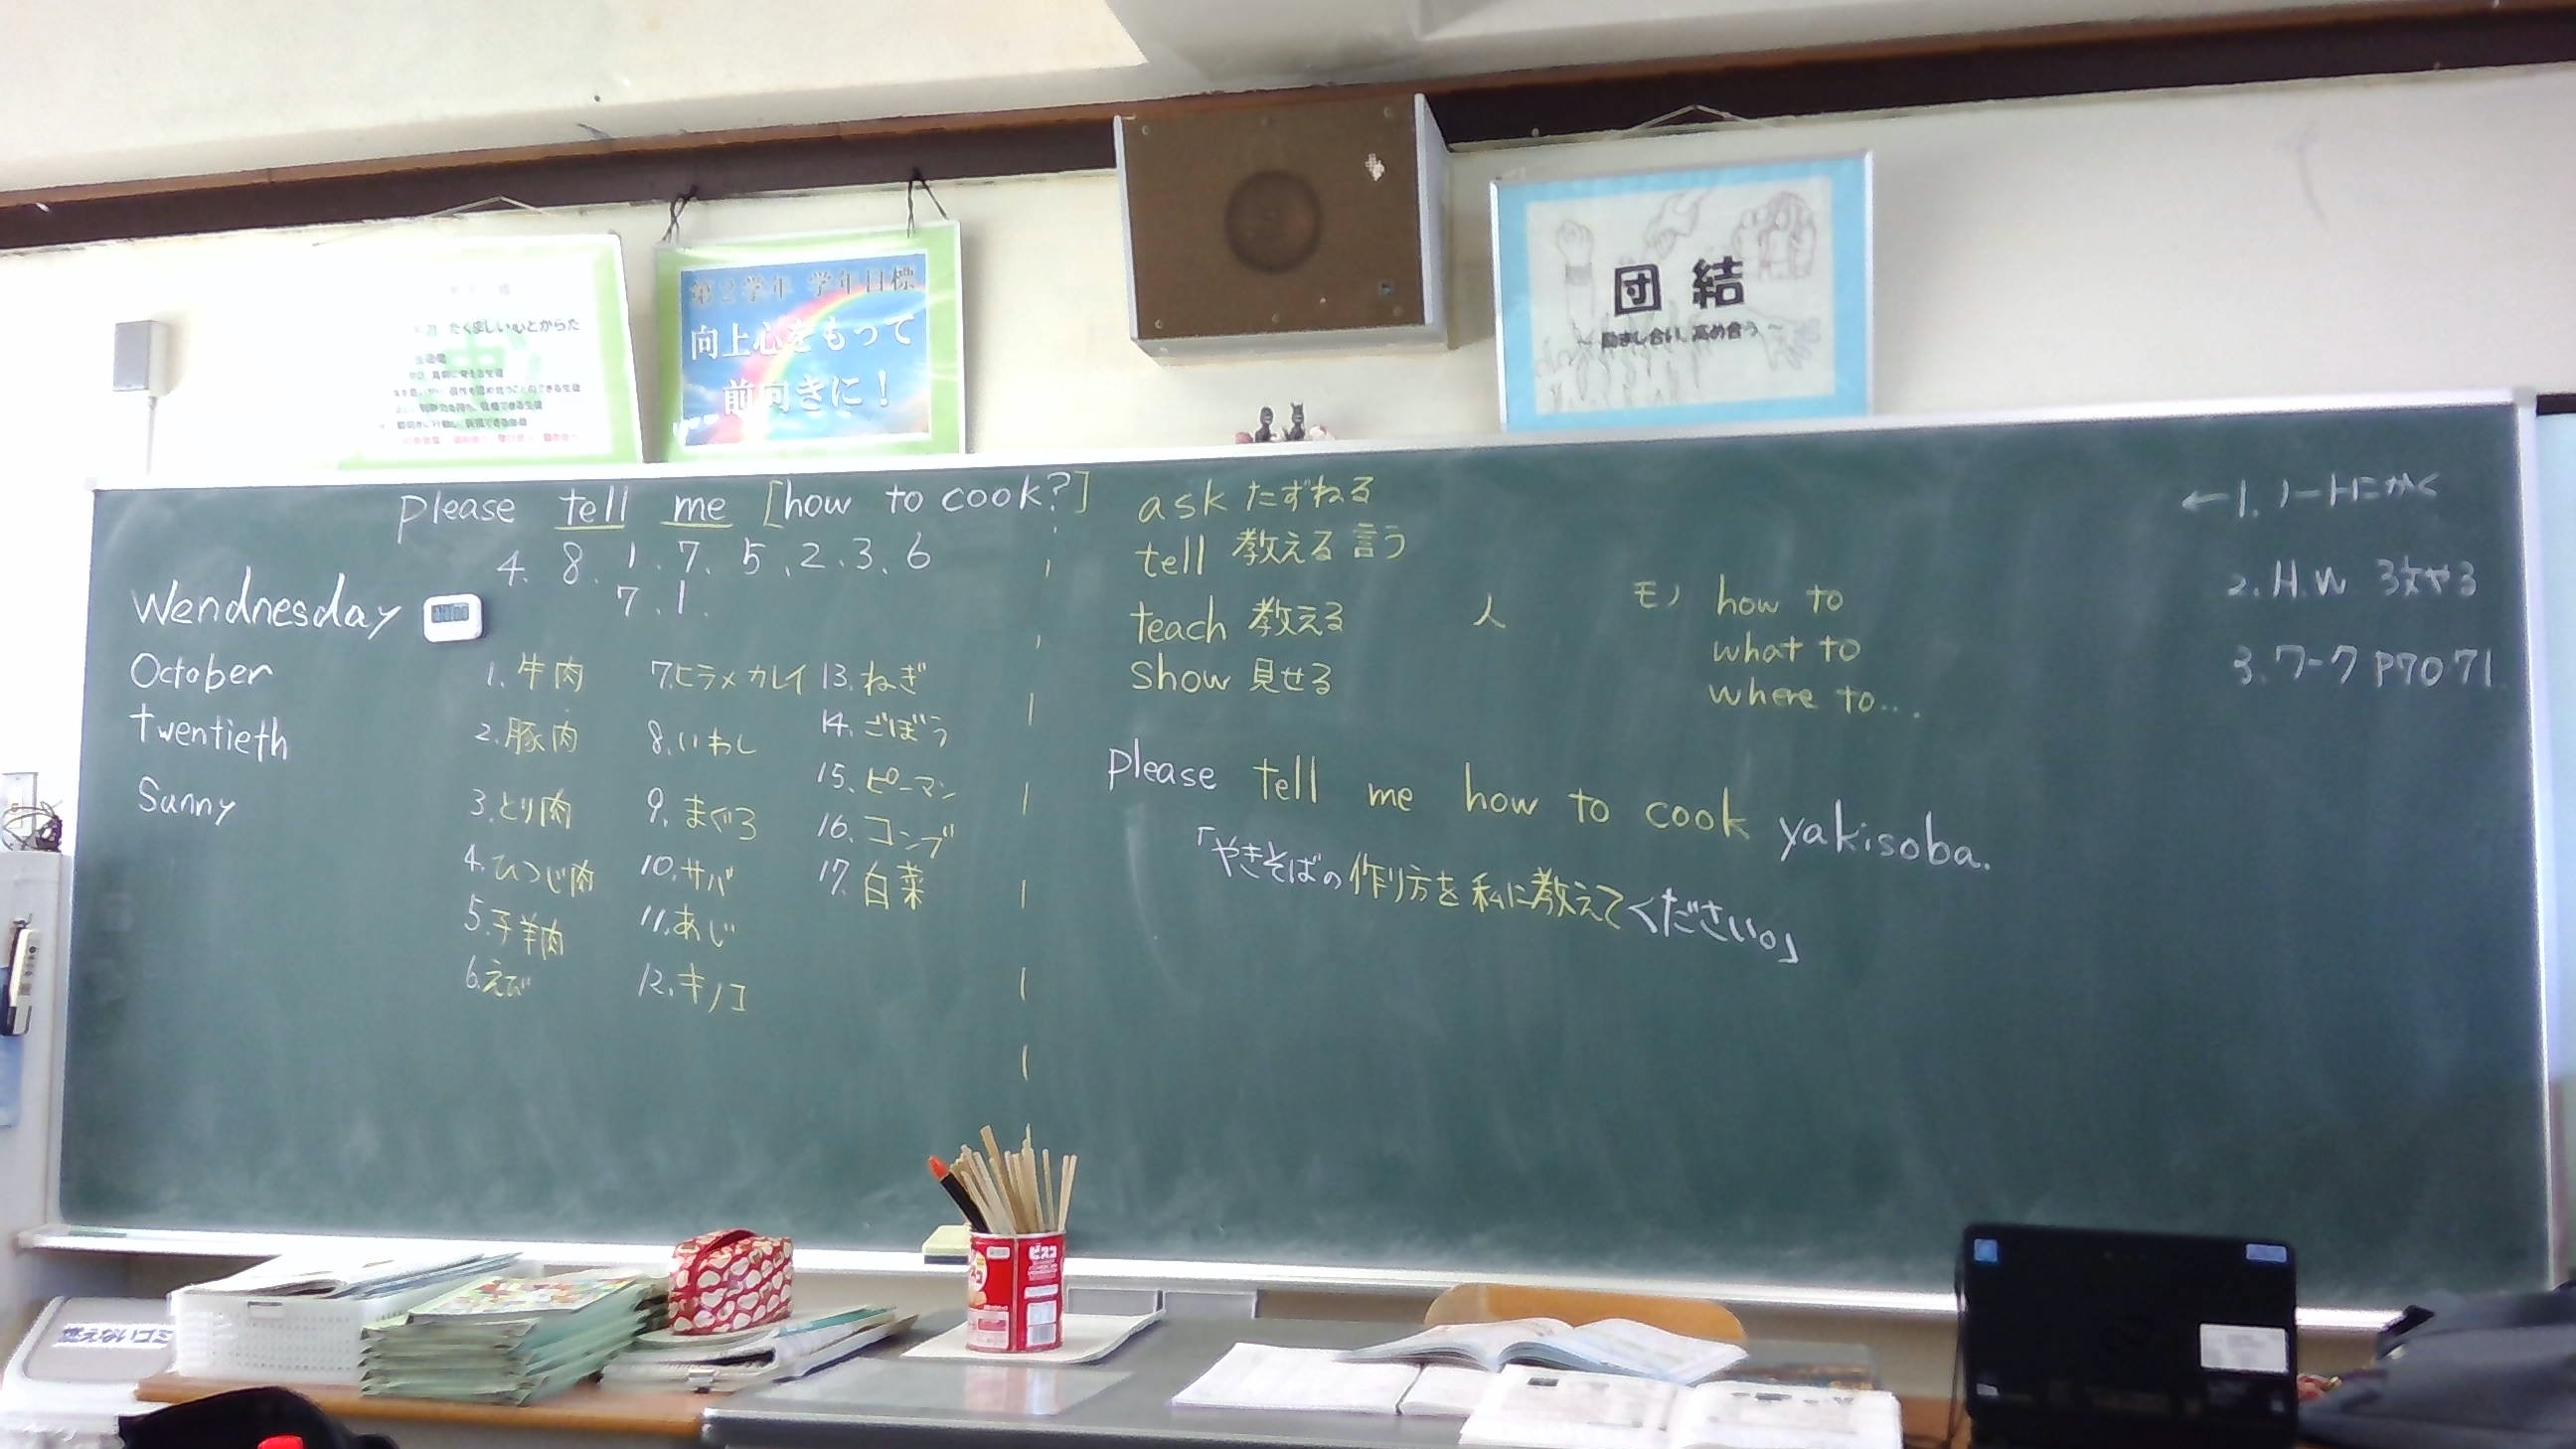 たくましい心とからだ
第2学年 学年目標
向上心をもって
前向きに!
団結
～励まし合い、高め合う～
please tell me [how to cook?]
4. 8. 1. 7. 5.2.3.6
7.1.
Wendnesday
October
twentieth
Sunny
1. 牛肉
2. 豚肉
3. とり肉
4. ひつじ肉
5. 子羊肉
6. えび
7. ヒラメ カレイ
8. いわし
9. まぐろ
10. サバ
11. あじ
12. キノコ
13. ねぎ
14. ごぼう
15. ピーマン
16. コンブ
17. 白菜
ask たずねる
tell 教える 言う
teach 教える 人 モノ how to
show 見せる what to
where to...
please tell me how to cook yakisoba.
「やきそばの作り方を私に教えてください。」
←1. ノートにかく
2. H.W 3枚やる
3. ワーク P70 71
ビスコ